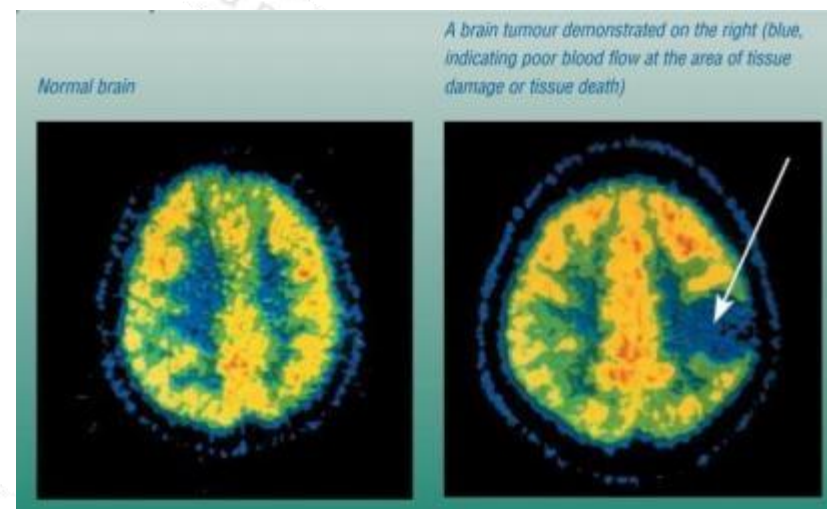 Normal brain
A brain tumour demonstrated on the right (blue,
indicating poor blood flow at the area of tissue
damage or tissue death)